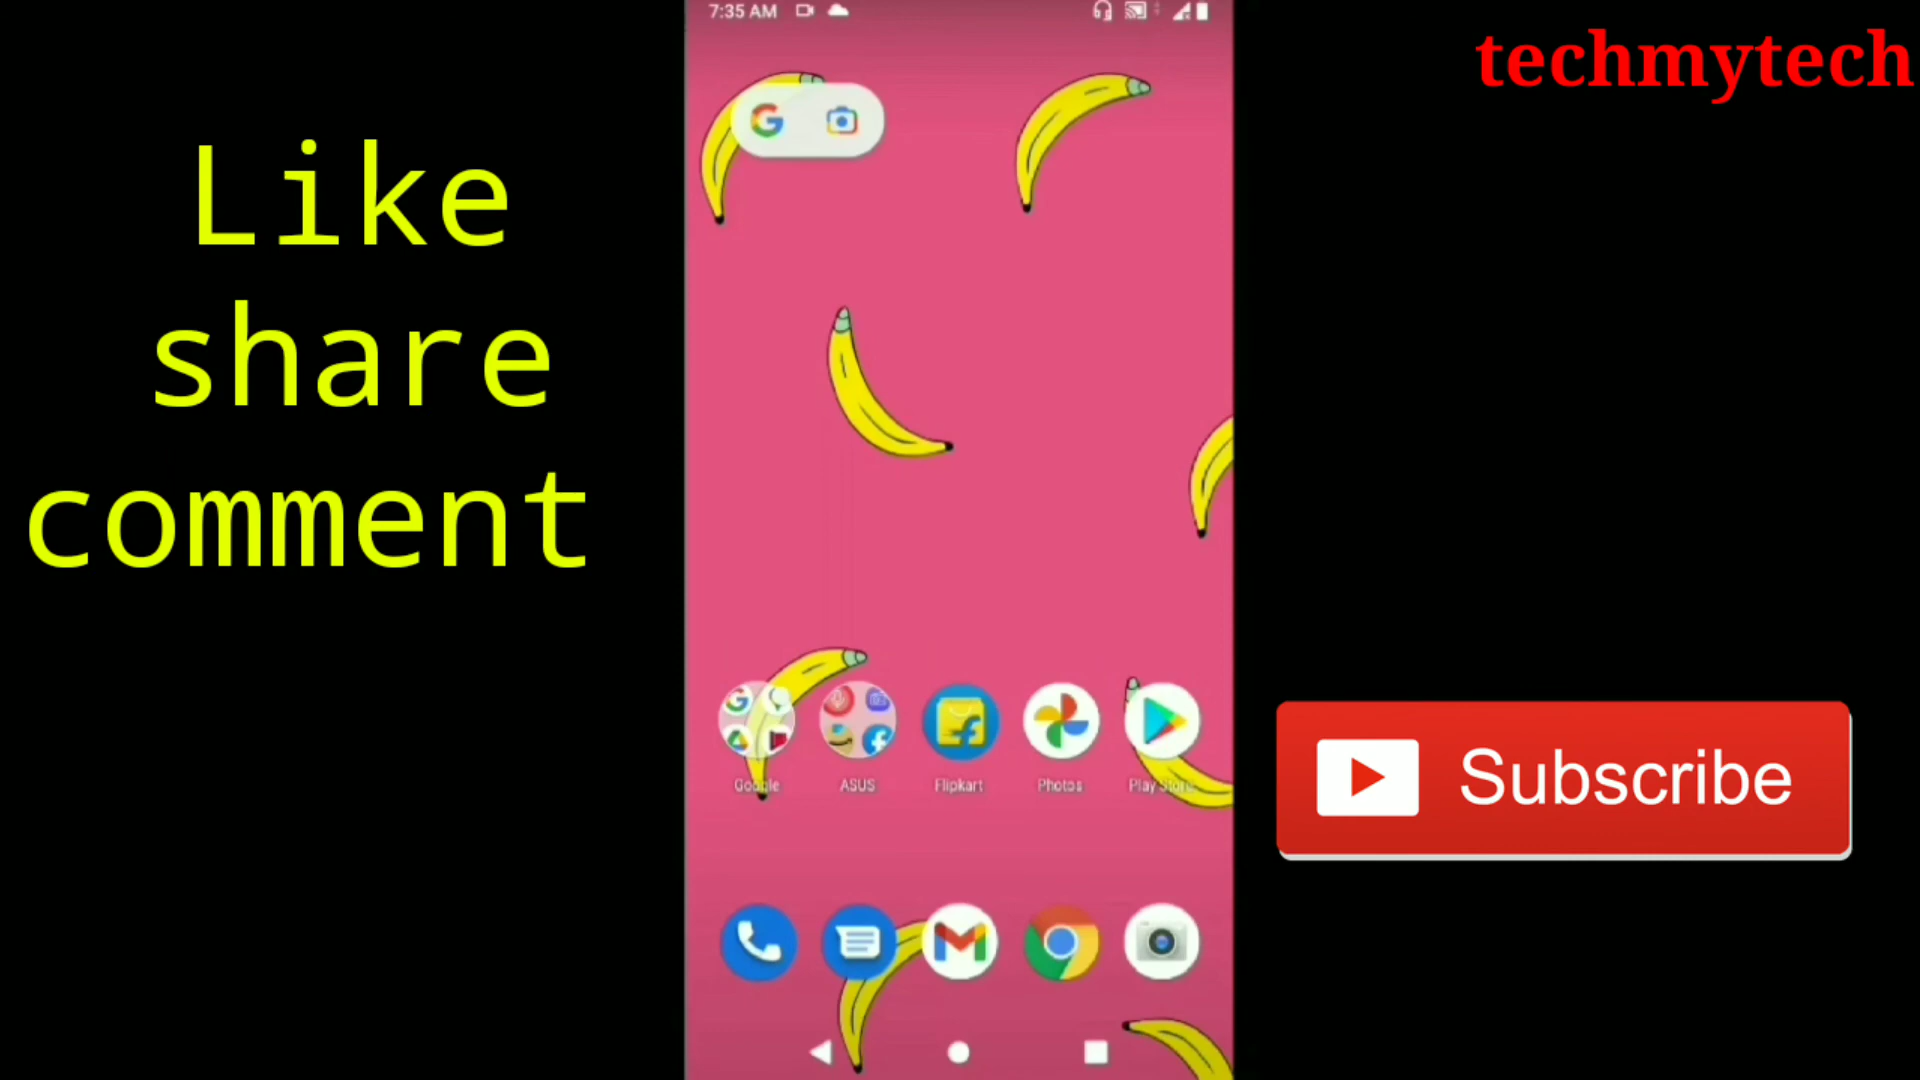 7:35 AM
techmytech
Like
share
comment
Google
ASUS
Flipkart
Photos
Play Store
Subscribe